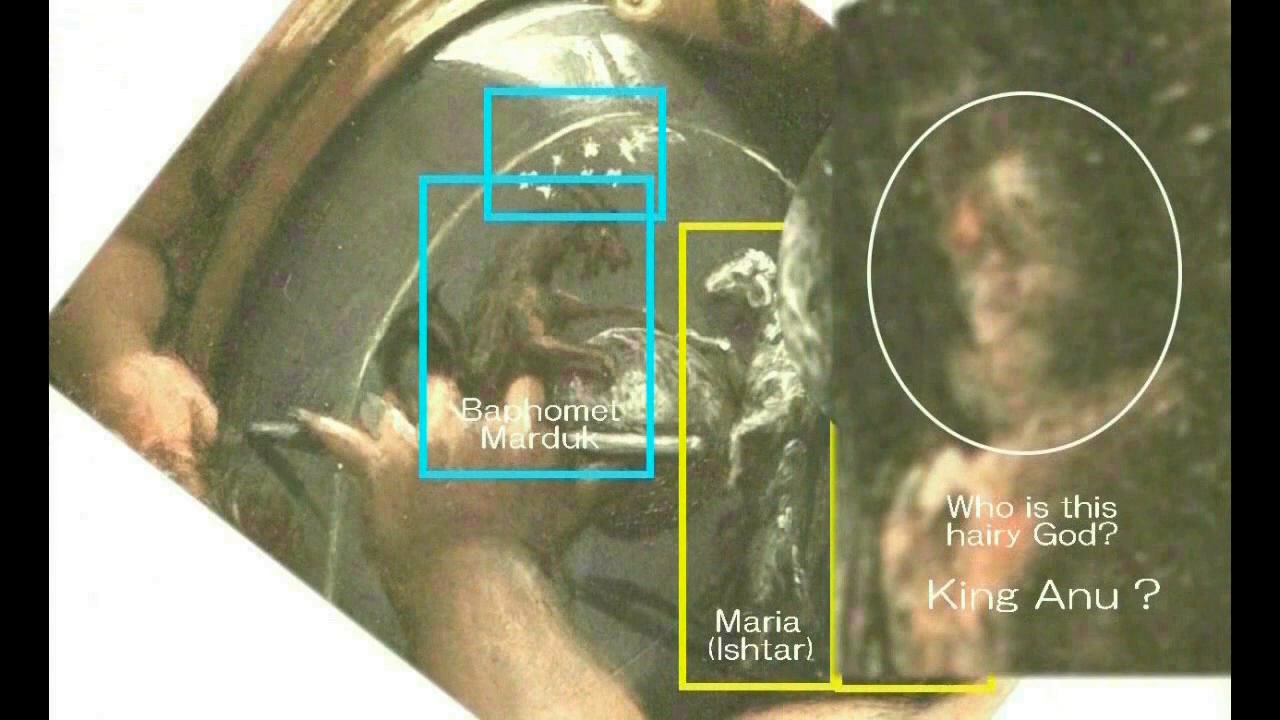 Baphomet
Marduk
Maria
(Ishtar)
Who is this
hairy God?
King Anu ?